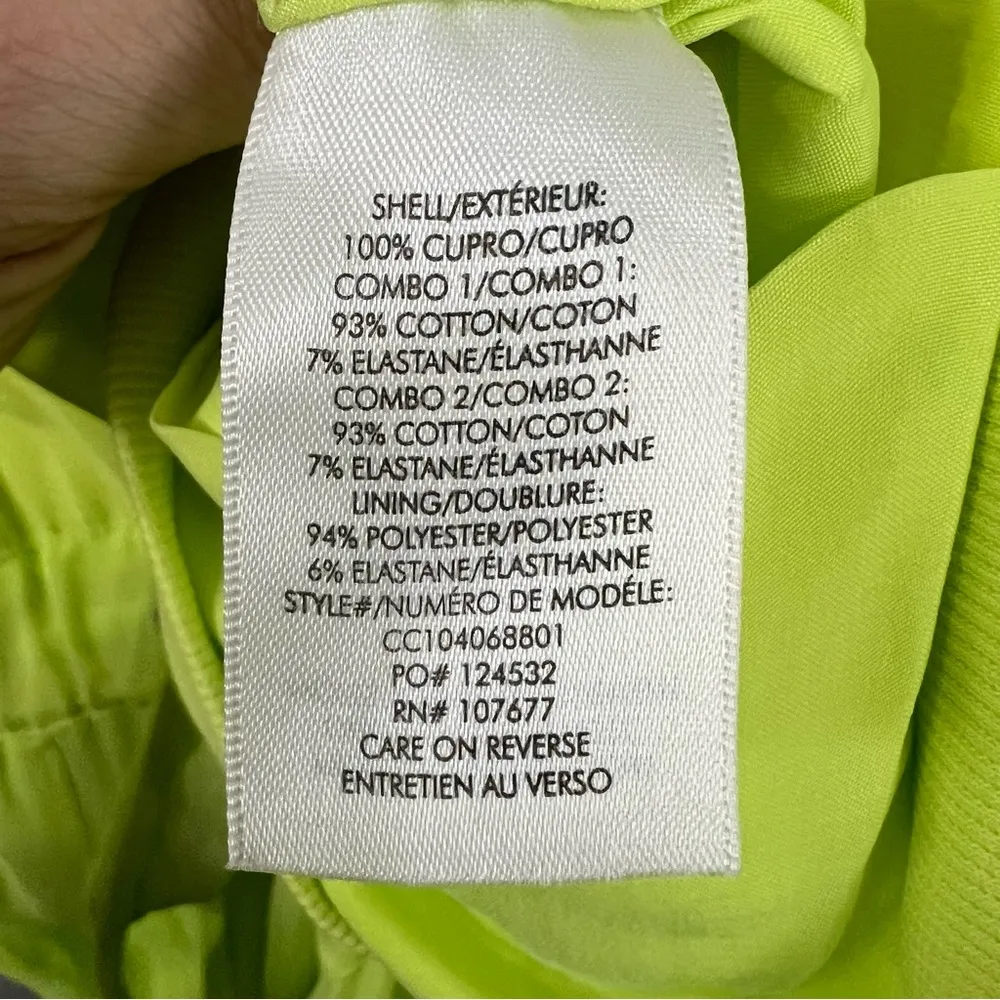 SHELL/EXTÉRIEUR:
100% CUPRO/CUPRO
COMBO 1/COMBO 1:
93% COTTON/COTON
7% ELASTANE/ÉLASTHANNE
COMBO 2/COMBO 2:
93% COTTON/COTON
7% ELASTANE/ÉLASTHANNE
LINING/DOUBLURE:
94% POLYESTER/POLYESTER
6% ELASTANE/ÉLASTHANNE
STYLE#/NUMÉRO DE MODÉLE:
CC104068801
PO# 124532
RN# 107677
CARE ON REVERSE
ENTRETIEN AU VERSO